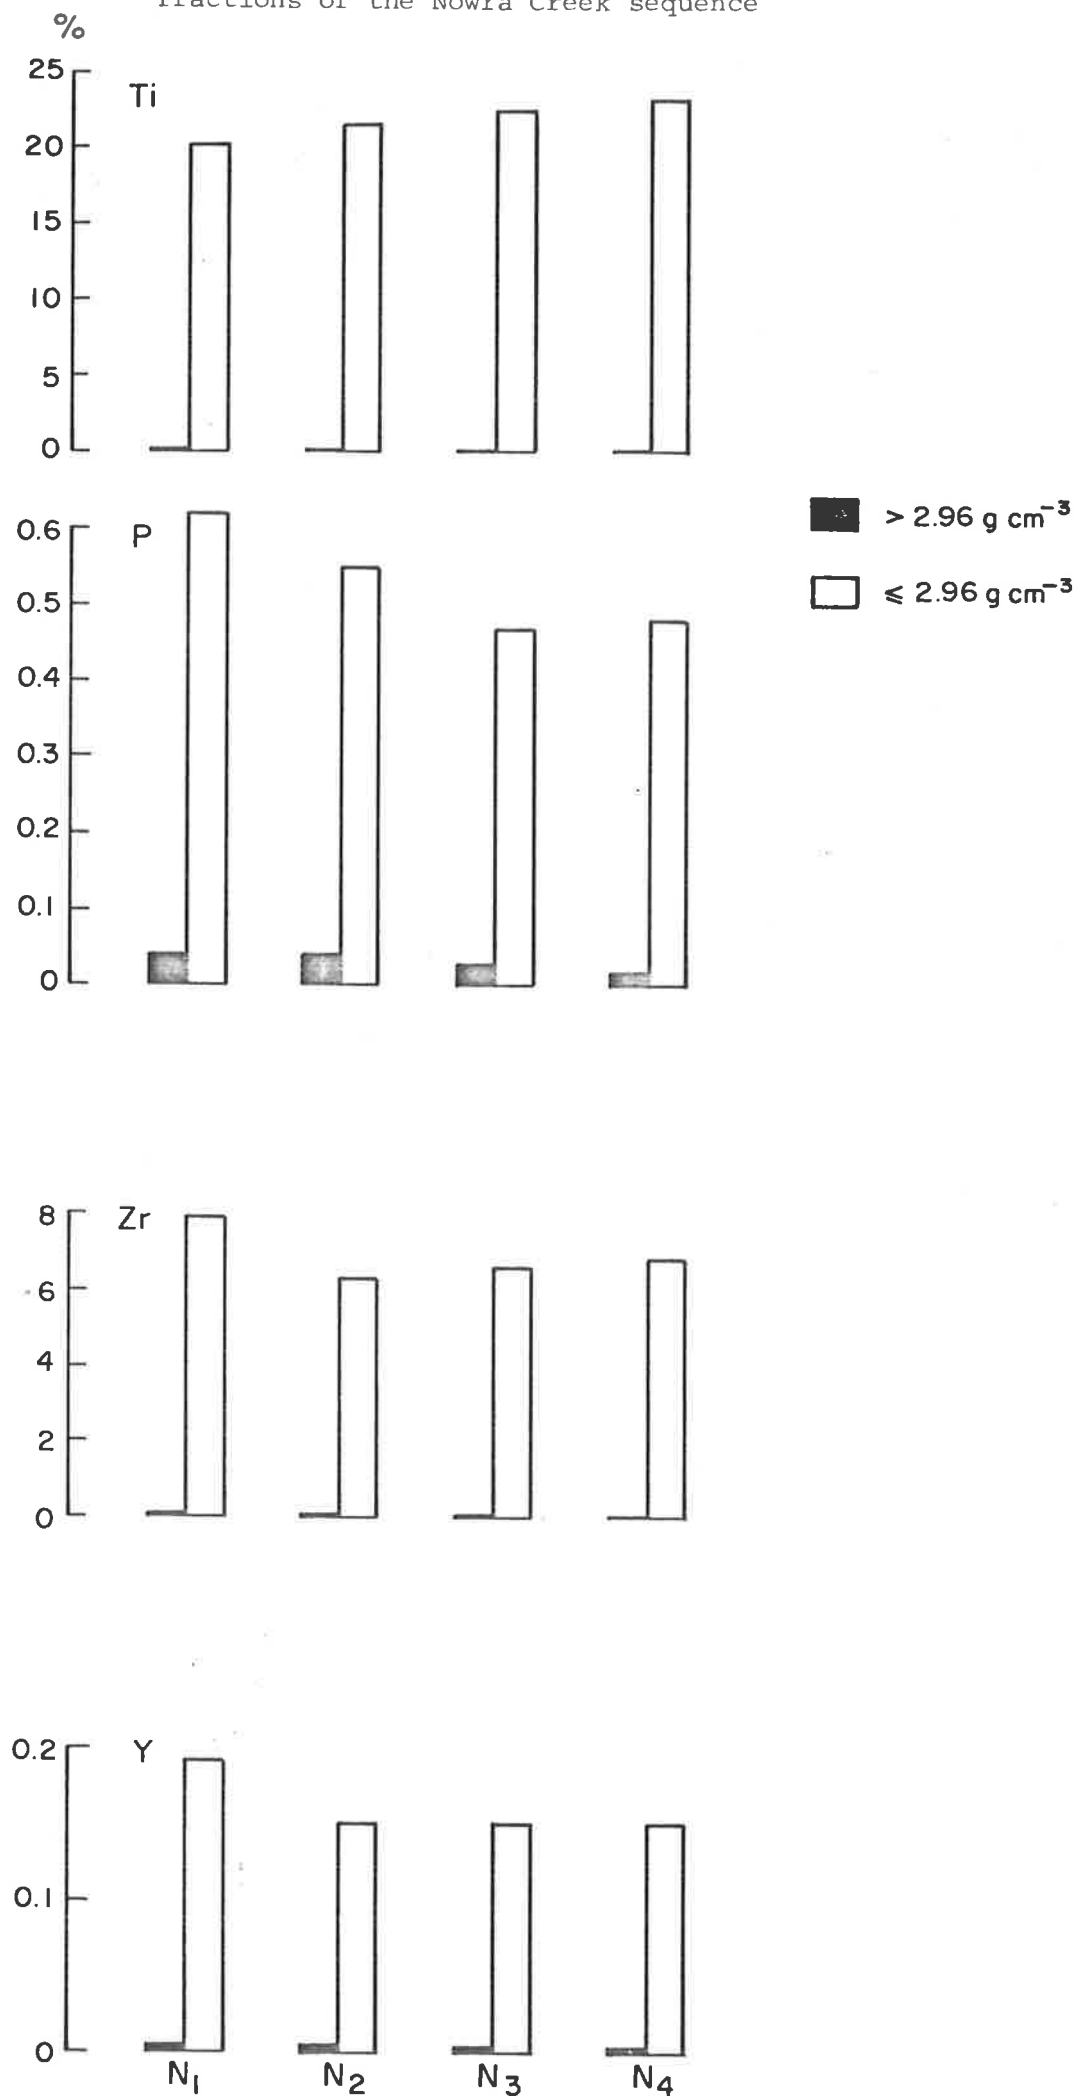 fractions of the Nowra Creek sequence
%
25
Ti
20
15
10
5
0
> 2.96 g cm⁻³
⩽ 2.96 g cm⁻³
0.6
P
0.5
0.4
0.3
0.2
0.1
0
8
Zr
6
4
2
0
0.2
Y
0.1
0
N₁ N₂ N₃ N₄